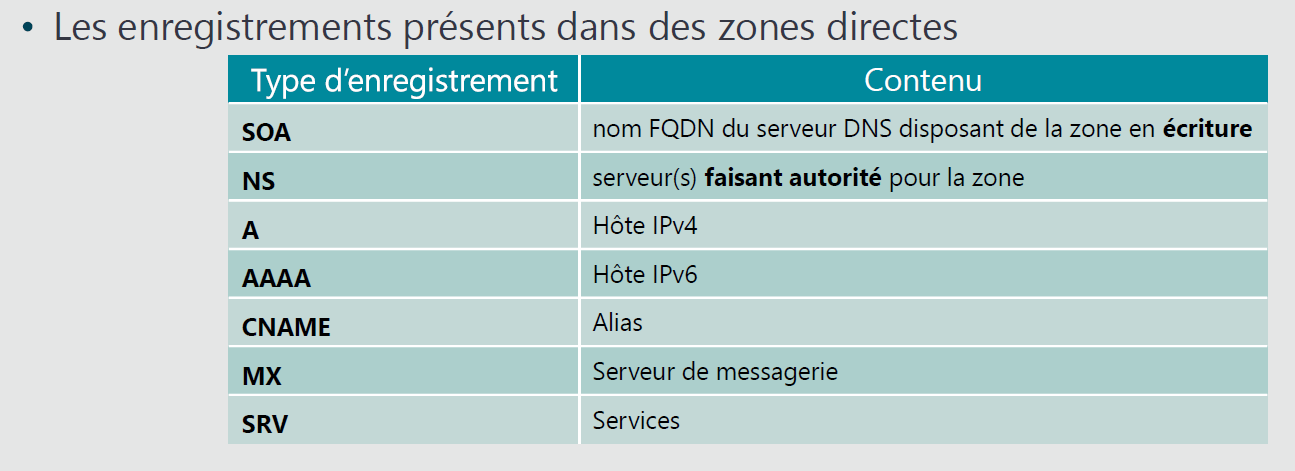 • Les enregistrements présents dans des zones directes
Type d’enregistrement Contenu
SOA nom FQDN du serveur DNS disposant de la zone en écriture
NS serveur(s) faisant autorité pour la zone
A Hôte IPv4
AAAA Hôte IPv6
CNAME Alias
MX Serveur de messagerie
SRV Services